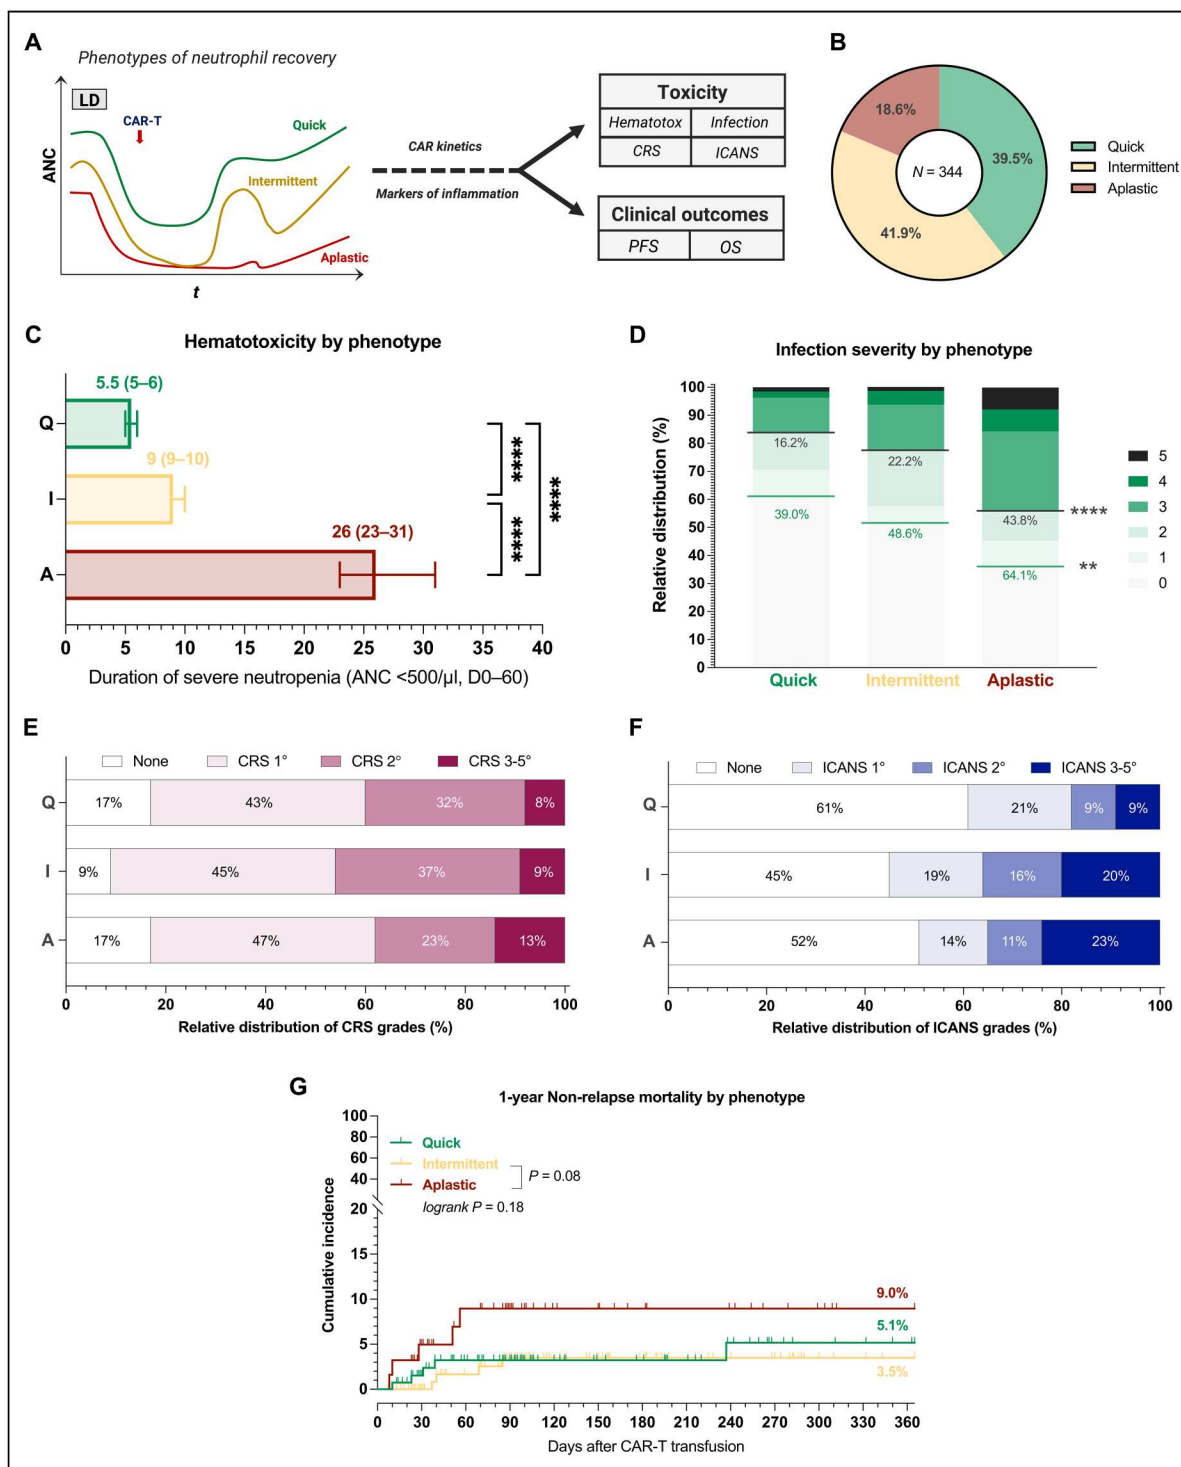 A
Phenotypes of neutrophil recovery
LD
CAR-T
Quick
Intermittent
Aplastic
ANC
t
CAR kinetics
Markers of inflammation
Toxicity
Hematotox
Infection
CRS
ICANS
Clinical outcomes
PFS
OS
B
18.6%
39.5%
N = 344
41.9%
Quick
Intermittent
Aplastic
C
Hematotoxicity by phenotype
5.5 (5–6)
Q
9 (9–10)
I
26 (23–31)
A
****
****
****
0 5 10 15 20 25 30 35 40
Duration of severe neutropenia (ANC <500/µl, D0–60)
D
Infection severity by phenotype
Relative distribution (%)
100
90
80
70
60
50
40
30
20
10
0
16.2%
39.0%
22.2%
48.6%
43.8%
64.1%
****
**
5
4
3
2
1
0
Quick Intermittent Aplastic
E
None CRS 1° CRS 2° CRS 3-5°
Q 17% 43% 32% 8%
I 9% 45% 37% 9%
A 17% 47% 23% 13%
0 20 40 60 80 100
Relative distribution of CRS grades (%)
F
None ICANS 1° ICANS 2° ICANS 3-5°
Q 61% 21% 9% 9%
I 45% 19% 16% 20%
A 52% 14% 11% 23%
0 20 40 60 80 100
Relative distribution of ICANS grades (%)
G
1-year Non-relapse mortality by phenotype
Cumulative incidence
100
80
60
40
20
15
10
5
0
Quick
Intermittent
Aplastic
P = 0.08
logrank P = 0.18
9.0%
5.1%
3.5%
0 30 60 90 120 150 180 210 240 270 300 330 360
Days after CAR-T transfusion